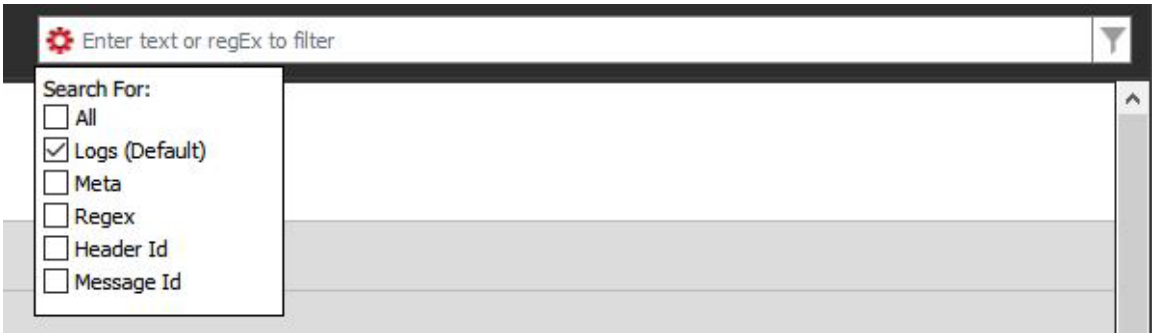 Enter text or regEx to filter
Search For:
All
Logs (Default)
Meta
Regex
Header Id
Message Id